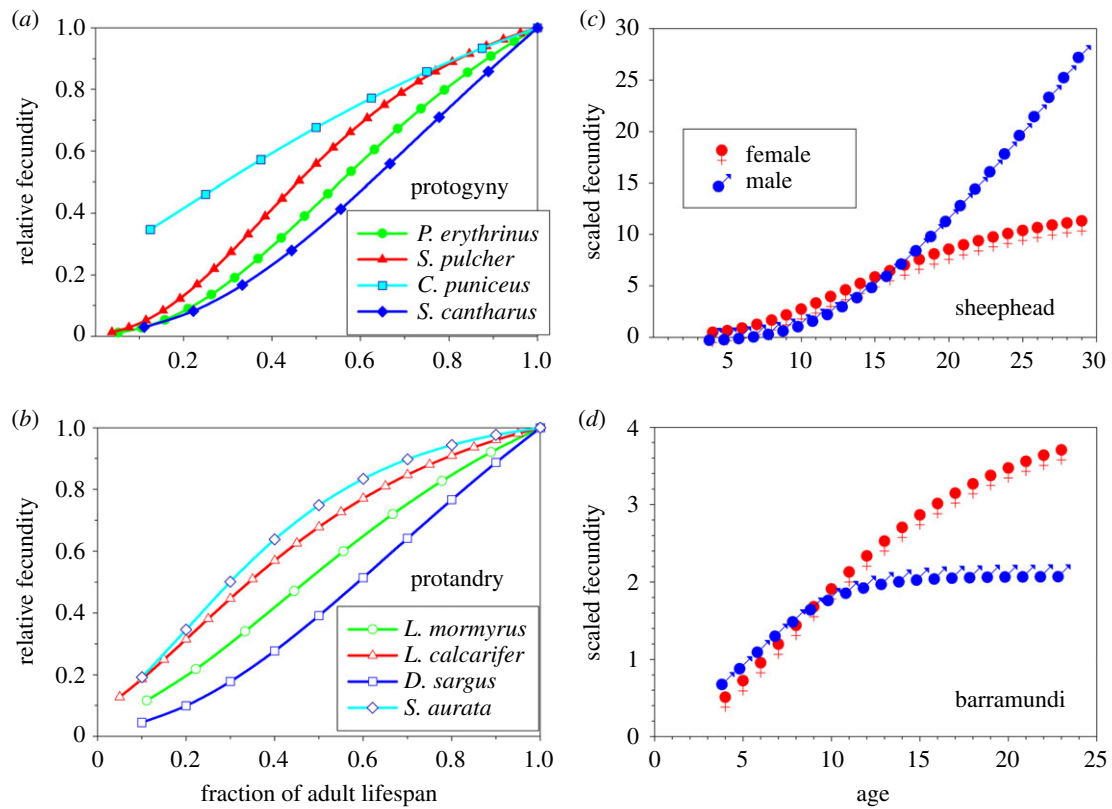 (a)
1.0
0.8
0.6
0.4
0.2
0
relative fecundity
0.2
0.4
0.6
0.8
1.0
protogyny
P. erythrinus
S. pulcher
C. puniceus
S. cantharus
(c)
30
25
20
15
10
5
0
scaled fecundity
5
10
15
20
25
30
female
male
sheephead
(b)
1.0
0.8
0.6
0.4
0.2
0
relative fecundity
0
0.2
0.4
0.6
0.8
1.0
protandry
L. mormyrus
L. calcarifer
D. sargus
S. aurata
fraction of adult lifespan
(d)
4
3
2
1
0
scaled fecundity
0
5
10
15
20
25
barramundi
age